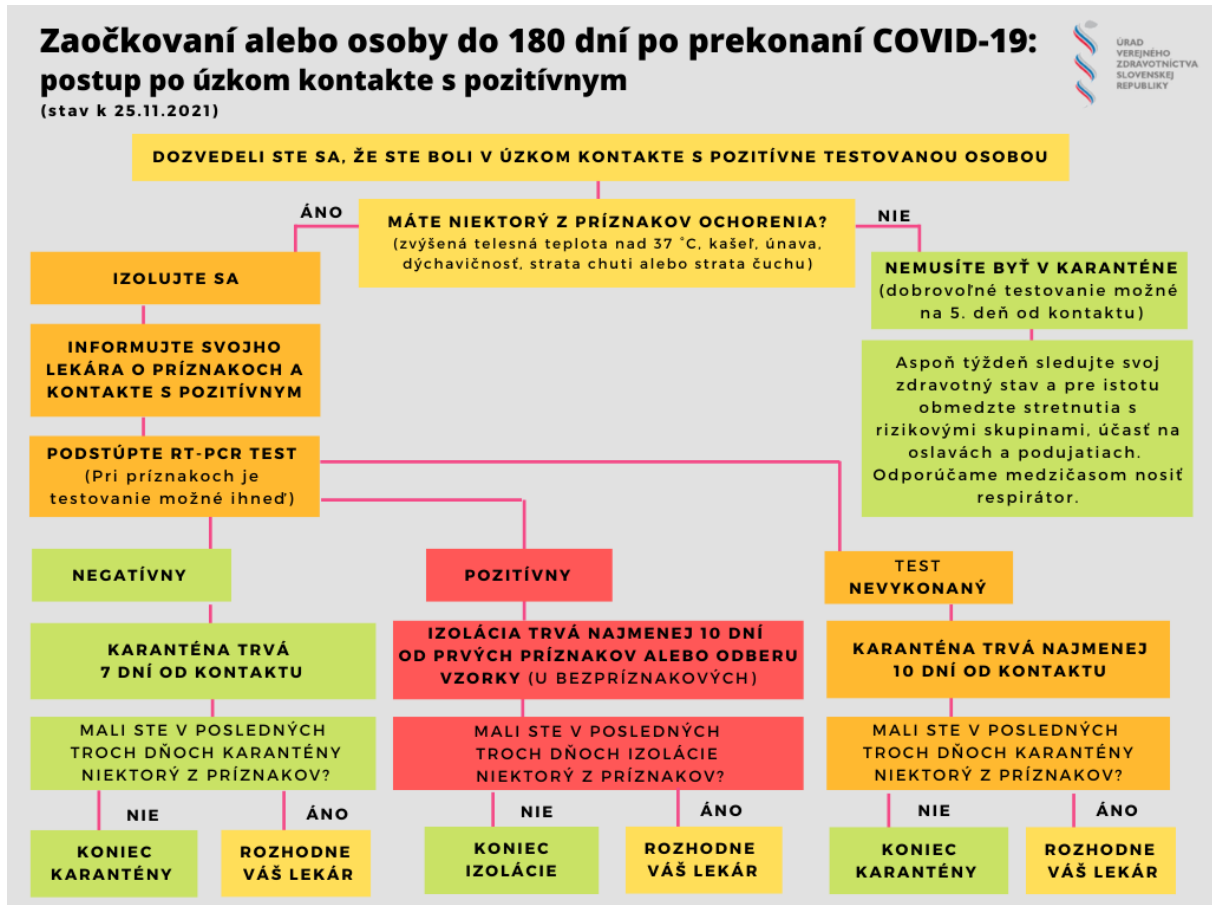 Zaočkovaní alebo osoby do 180 dní po prekonaní COVID-19:
postup po úzkom kontakte s pozitívnym
(stav k 25.11.2021)
ÚRAD
VEREJNÉHO
ZDRAVOTNÍCTVA
SLOVENSKEJ
REPUBLIKY
DOZVEDELI STE SA, ŽE STE BOLI V ÚZKOM KONTAKTE S POZITÍVNE TESTOVANOU OSOBOU
MÁTE NIEKTORÝ Z PRÍZNAKOV OCHORENIA?
(zvýšená telesná teplota nad 37 °C, kašeľ, únava,
dýchavičnosť, strata chuti alebo strata čuchu)
ÁNO
NIE
IZOLUJTE SA
INFORMUJTE SVOJHO
LEKÁRA O PRÍZNAKOCH A
KONTAKTE S POZITÍVNYM
PODSTÚPTE RT-PCR TEST
(Pri príznakoch je
testovanie možné ihneď)
NEMUSÍTE BYŤ V KARANTÉNE
(dobrovoľné testovanie možné
na 5. deň od kontaktu)
Aspoň týždeň sledujte svoj
zdravotný stav a pre istotu
obmedzte stretnutia s
rizikovými skupinami, účasť na
oslavách a podujatiach.
Odporúčame medzičasom nosiť
respirátor.
NEGATÍVNY
KARANTÉNA TRVÁ
7 DNÍ OD KONTAKTU
MALI STE V POSLEDNÝCH
TROCH DŇOCH KARANTÉNY
NIEKTORÝ Z PRÍZNAKOV?
NIE
ÁNO
KONIEC
KARANTÉNY
ROZHODNE
VÁŠ LEKÁR
POZITÍVNY
IZOLÁCIA TRVÁ NAJMENEJ 10 DNÍ
OD PRVÝCH PRÍZNAKOV ALEBO ODBERU
VZORKY (U BEZPRÍZNAKOVÝCH)
MALI STE V POSLEDNÝCH
TROCH DŇOCH IZOLÁCIE
NIEKTORÝ Z PRÍZNAKOV?
NIE
ÁNO
KONIEC
IZOLÁCIE
ROZHODNE
VÁŠ LEKÁR
TEST
NEVYKONANÝ
KARANTÉNA TRVÁ NAJMENEJ
10 DNÍ OD KONTAKTU
MALI STE V POSLEDNÝCH
TROCH DŇOCH KARANTÉNY
NIEKTORÝ Z PRÍZNAKOV?
NIE
ÁNO
KONIEC
KARANTÉNY
ROZHODNE
VÁŠ LEKÁR